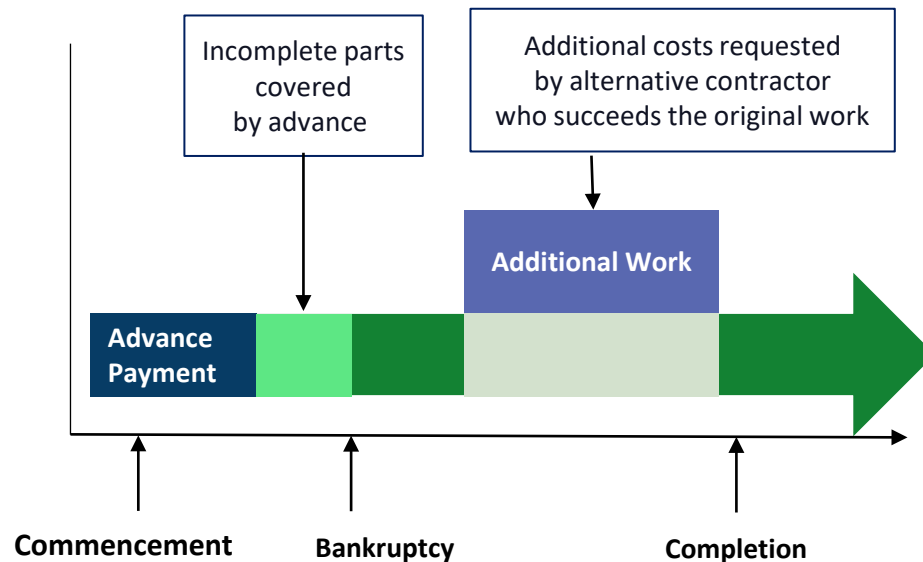 Incomplete parts
covered
by advance
Additional costs requested
by alternative contractor
who succeeds the original work
Additional Work
Advance
Payment
Commencement
Bankruptcy
Completion